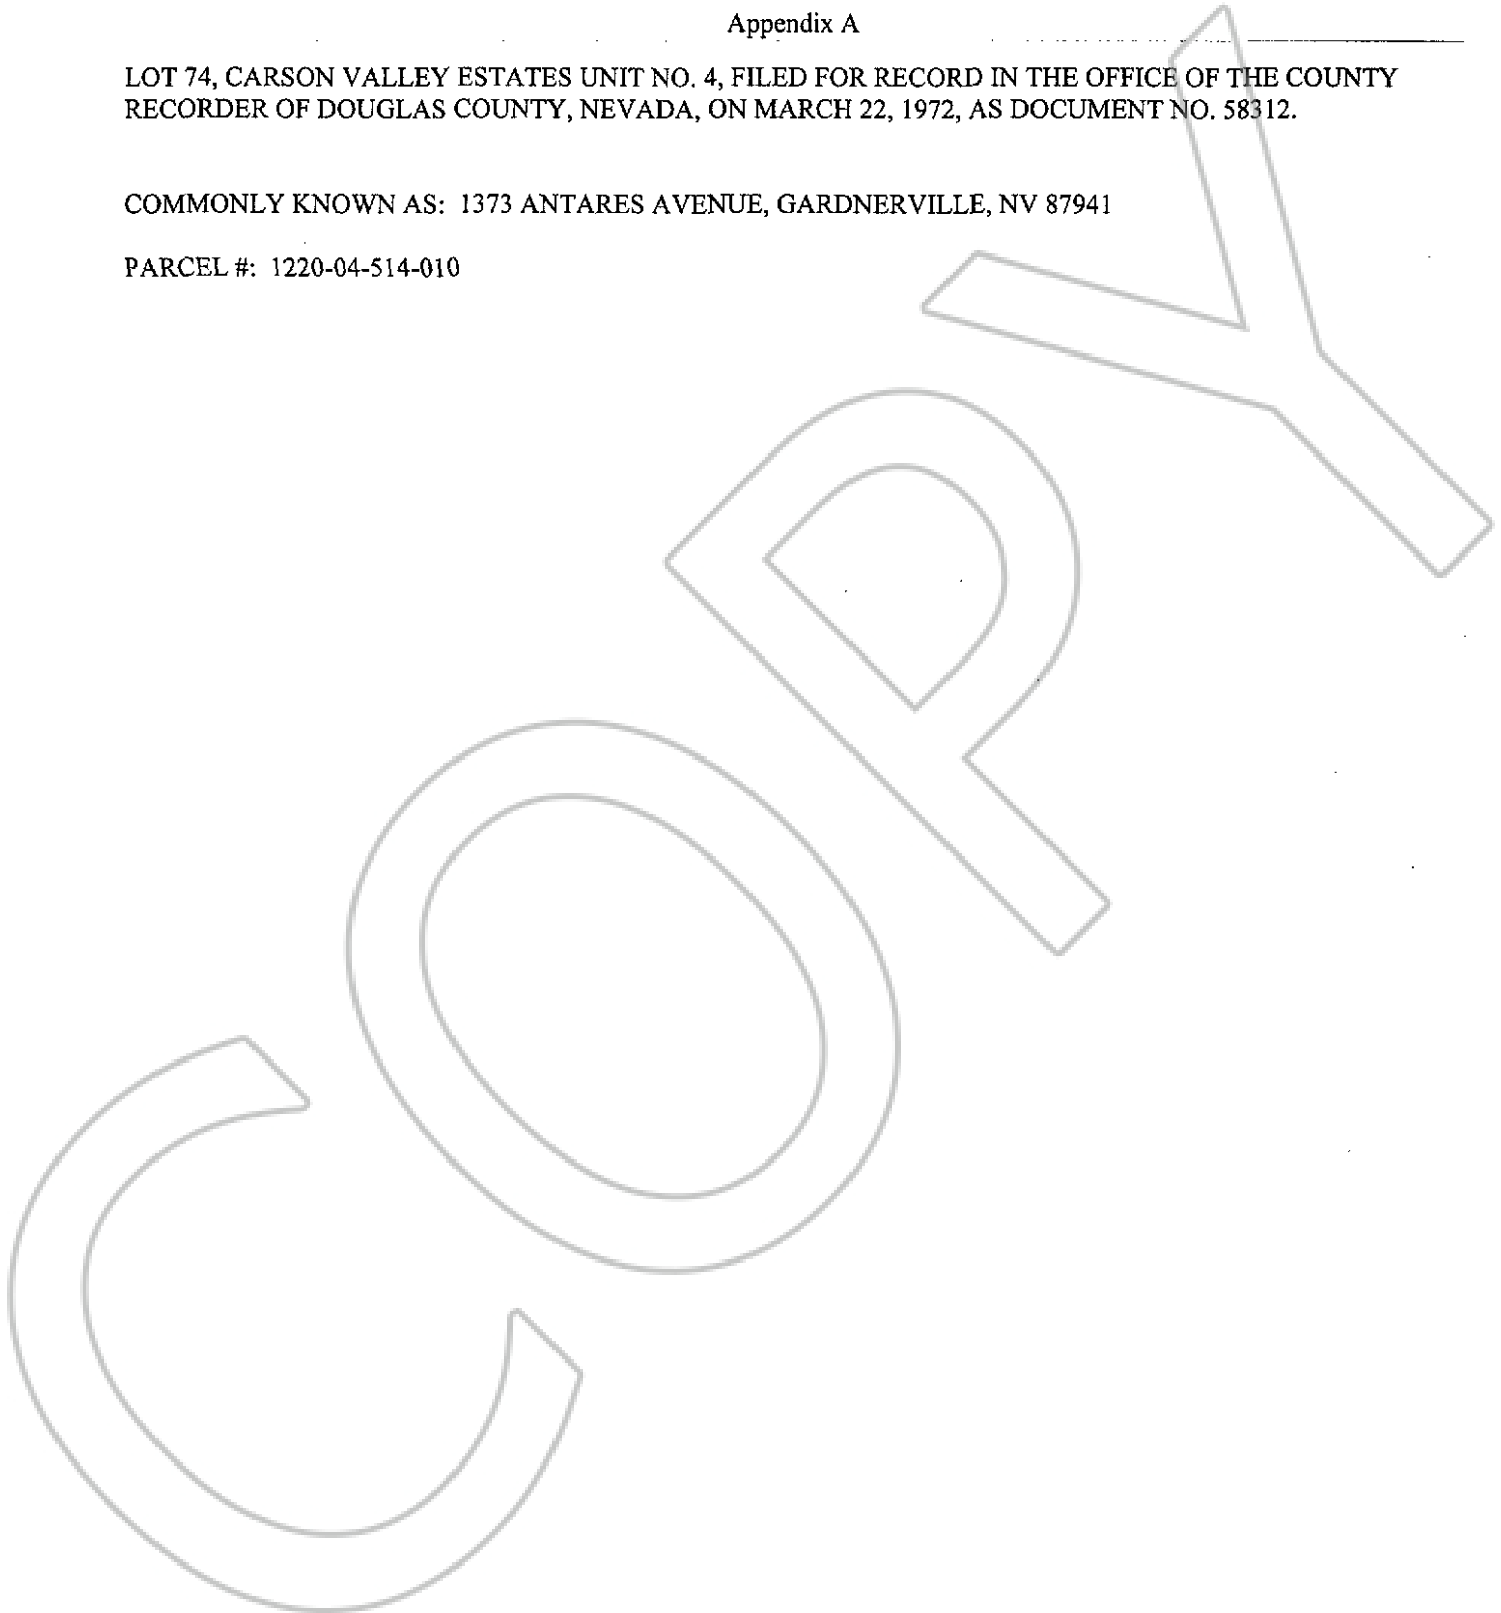 Appendix A
LOT 74, CARSON VALLEY ESTATES UNIT NO. 4, FILED FOR RECORD IN THE OFFICE OF THE COUNTY
RECORDER OF DOUGLAS COUNTY, NEVADA, ON MARCH 22, 1972, AS DOCUMENT NO. 58312.
COMMONLY KNOWN AS: 1373 ANTARES AVENUE, GARDNERVILLE, NV 87941
PARCEL #: 1220-04-514-010
COPY